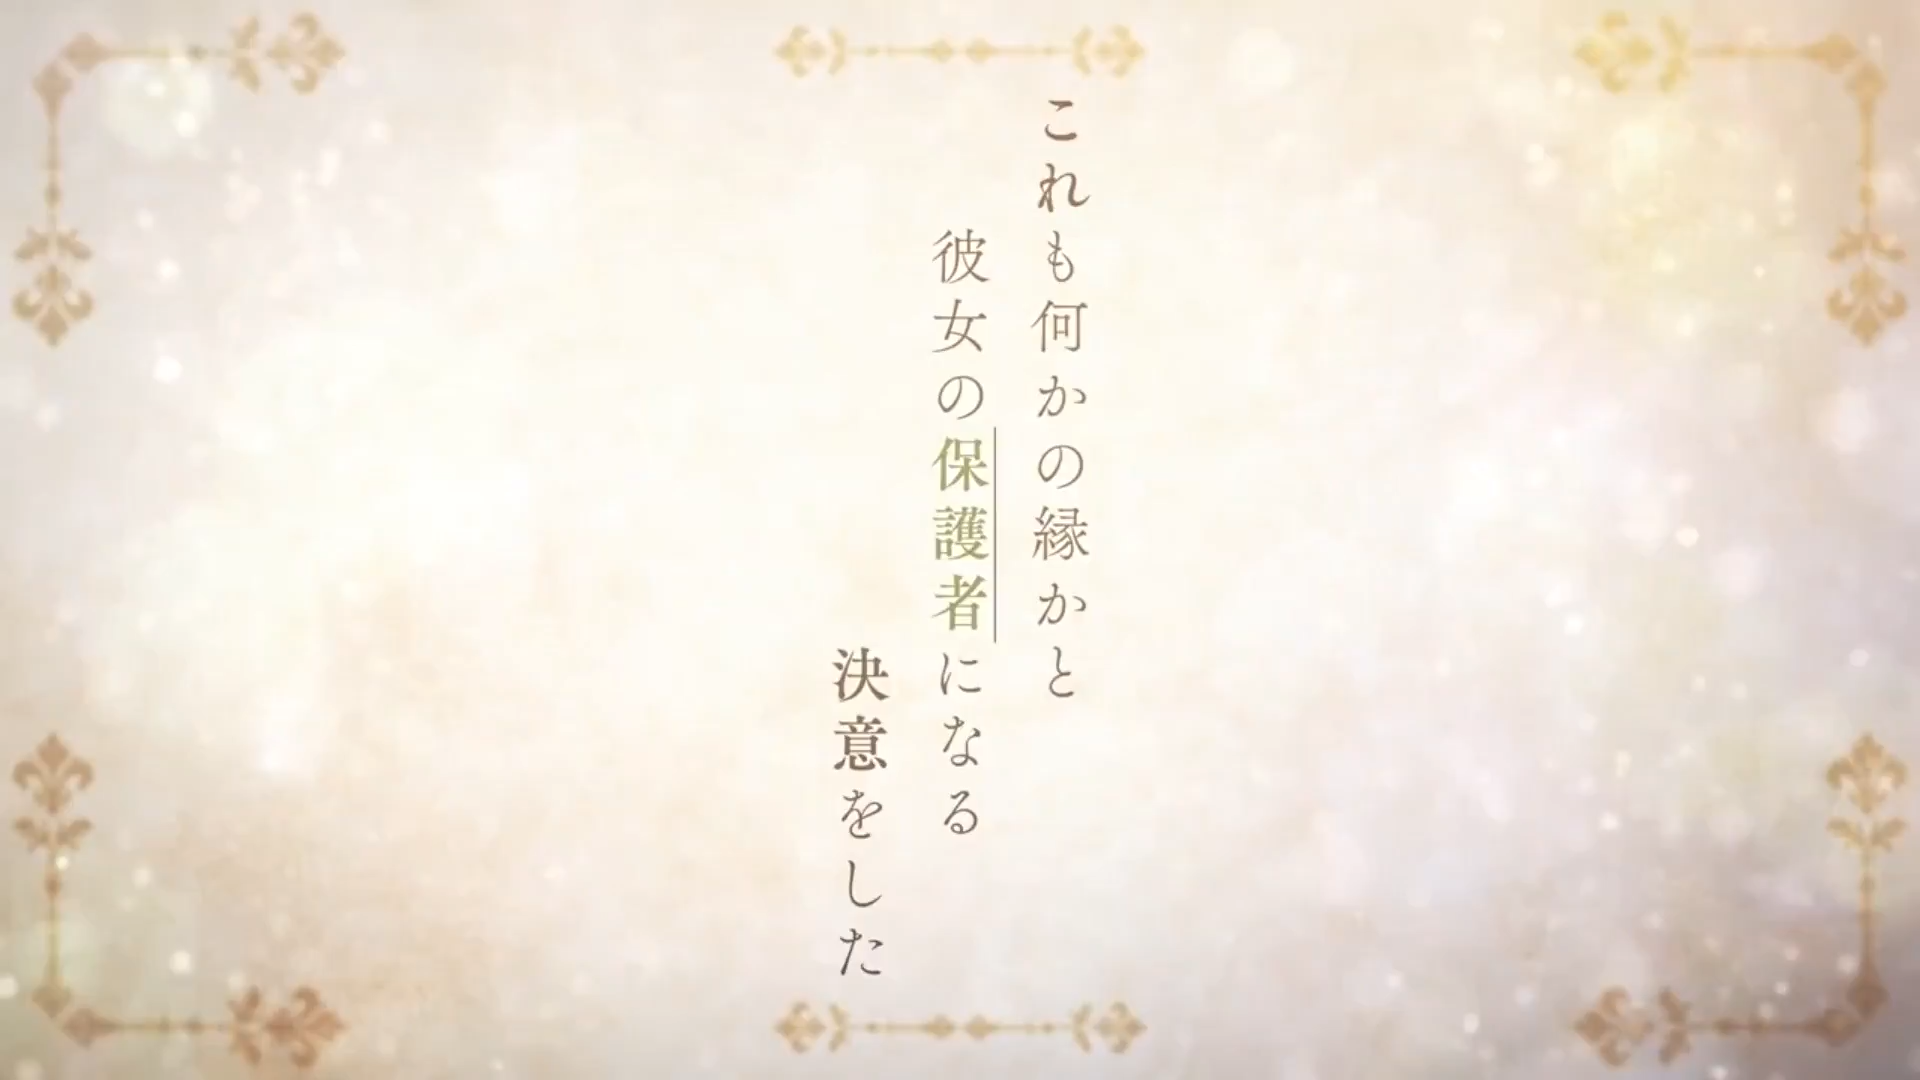 これも何かの縁かと
彼女の保護者になる
決意をした